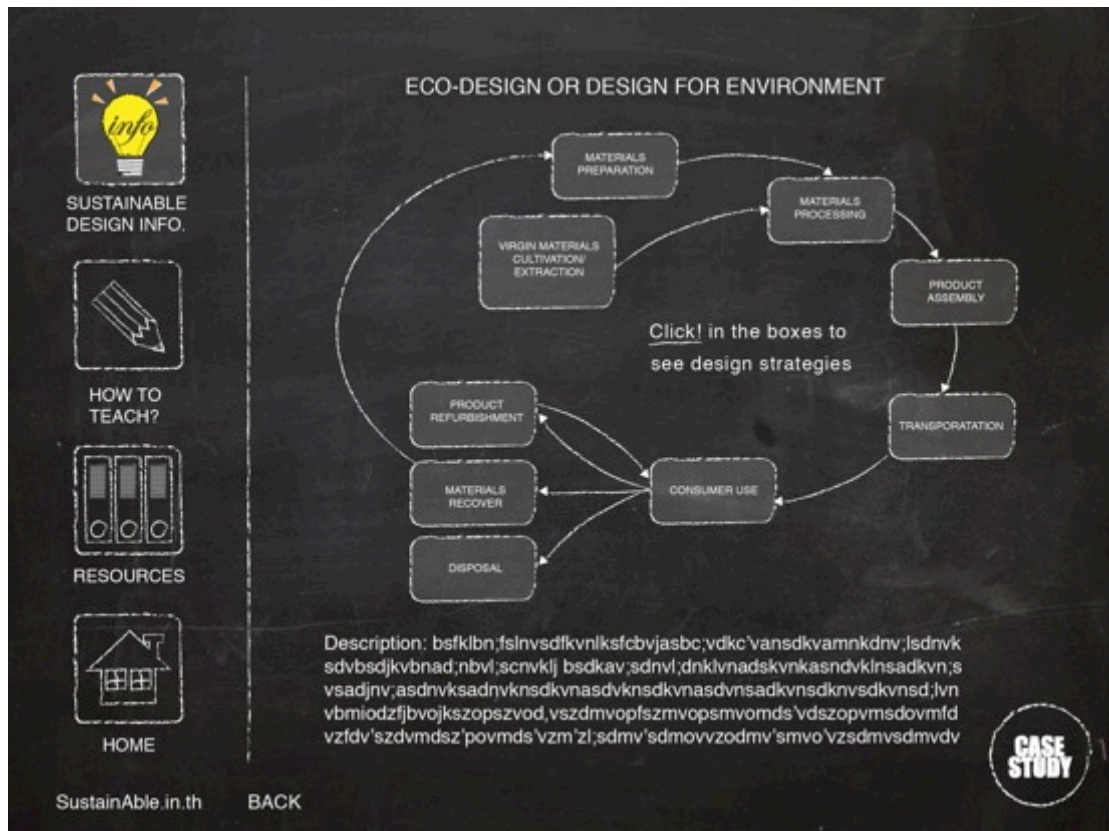 info
SUSTAINABLE
DESIGN INFO.
HOW TO
TEACH?
RESOURCES
HOME
SustainAble.in.th
BACK
ECO-DESIGN OR DESIGN FOR ENVIRONMENT
MATERIALS
PREPARATION
MATERIALS
PROCESSING
VIRGIN MATERIALS
CULTIVATION/
EXTRACTION
PRODUCT
ASSEMBLY
Click! in the boxes to
see design strategies
PRODUCT
REFURBISHMENT
TRANSPORATATION
MATERIALS
RECOVER
CONSUMER USE
DISPOSAL
Description: bsfklbn;fslnvsdfkvnlksfcbvjasbc;vdkc'vansdkvamnkdnv;lsdnvk
sdvbsdjkvbnad;nbvl;scnvklj bsdkav;sdnvl;dnklvnadskvnkasndvklnsadkvn;s
vsadjnv;asdnvksadnvknsdkvnasdvknsdkvnasdvnsadkvnsdknvsdkvnsd;lvn
vbmiodzfjbvojkszopszvod,vszdmvopfszmvopsmvomds'vdszopvmsdovmfd
vzfdv'szdvmdsz'povmds'vzm'zl;sdmv'sdmovvzodmv'smvo'vzsdmvsdmvdv
CASE
STUDY